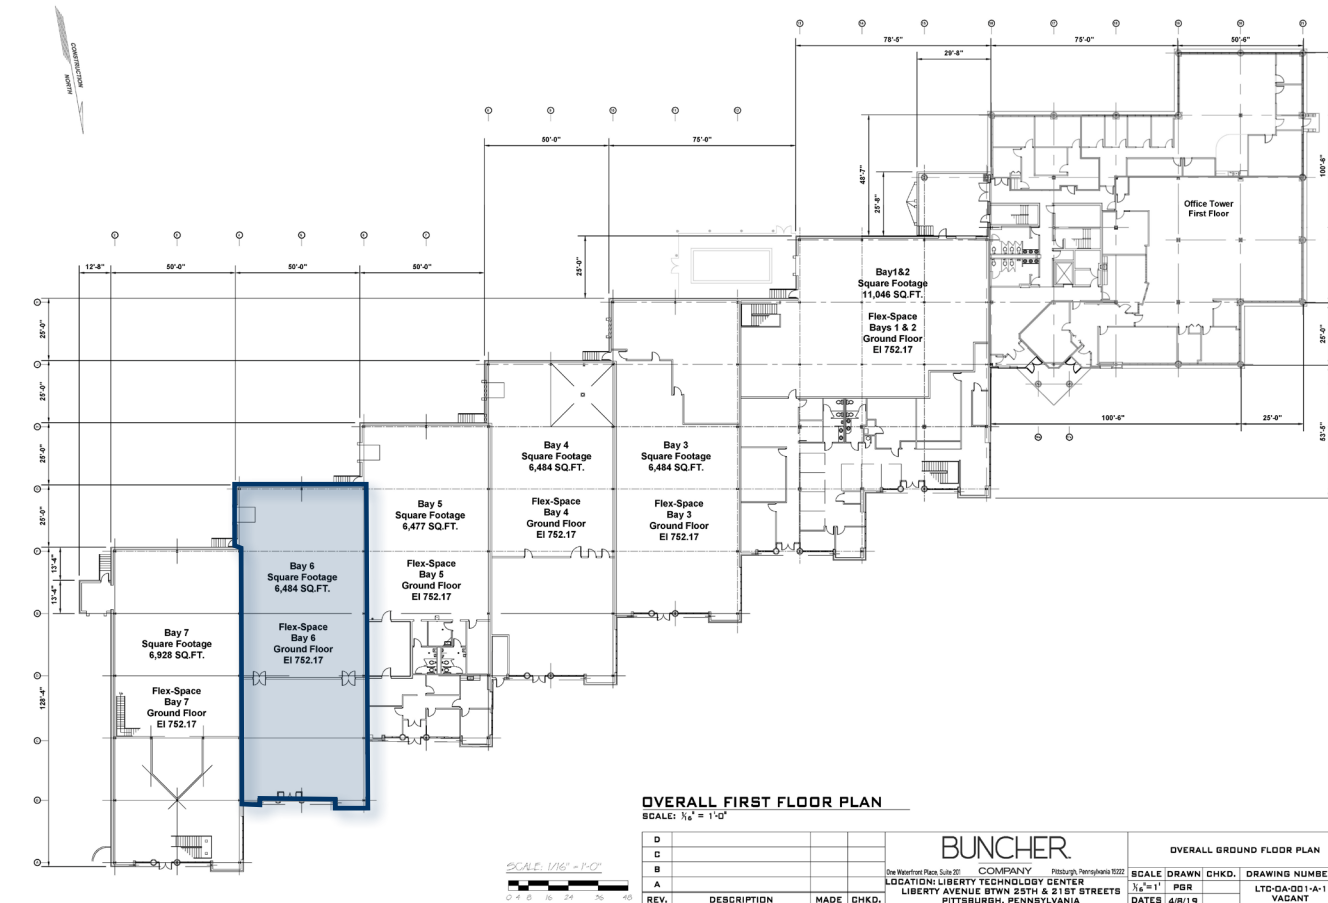 CONSTRUCTION
NORTH
78'-5"
75'-0"
50'-6"
29'-8"
50'-0"
75'-0"
48'-7"
25'-8"
100'-6"
Office Tower
First Floor
12'-8"
50'-0"
50'-0"
50'-0"
25'-0"
Bay1&2
Square Footage
11,046 SQ.FT.
Flex-Space
Bays 1 & 2
Ground Floor
El 752.17
25'-0"
25'-0"
25'-0"
25'-0"
25'-0"
100'-6"
25'-0"
53'-5"
Bay 4
Square Footage
6,484 SQ.FT.
Flex-Space
Bay 4
Ground Floor
El 752.17
Bay 3
Square Footage
6,484 SQ.FT.
Flex-Space
Bay 3
Ground Floor
El 752.17
Bay 5
Square Footage
6,477 SQ.FT.
Flex-Space
Bay 5
Ground Floor
El 752.17
13'-4"
13'-4"
Bay 6
Square Footage
6,484 SQ.FT.
Flex-Space
Bay 6
Ground Floor
El 752.17
Bay 7
Square Footage
6,928 SQ.FT.
Flex-Space
Bay 7
Ground Floor
El 752.17
128'-4"
OVERALL FIRST FLOOR PLAN
SCALE: 1/16" = 1'-0"
SCALE: 1/16" = 1'-0"
0 4 8 16 24 36 48
D
C
B
A
REV. DESCRIPTION MADE CHKD.
BUNCHER
COMPANY
One Waterfront Place, Suite 201 Pittsburgh, Pennsylvania 15222
LOCATION: LIBERTY TECHNOLOGY CENTER
LIBERTY AVENUE BTWN 25TH & 21ST STREETS
PITTSBURGH, PENNSYLVANIA
OVERALL GROUND FLOOR PLAN
SCALE DRAWN CHKD. DRAWING NUMBE
1/16"=1' PGR
LTC-OA-001-A-1
VACANT
DATES 4/8/19